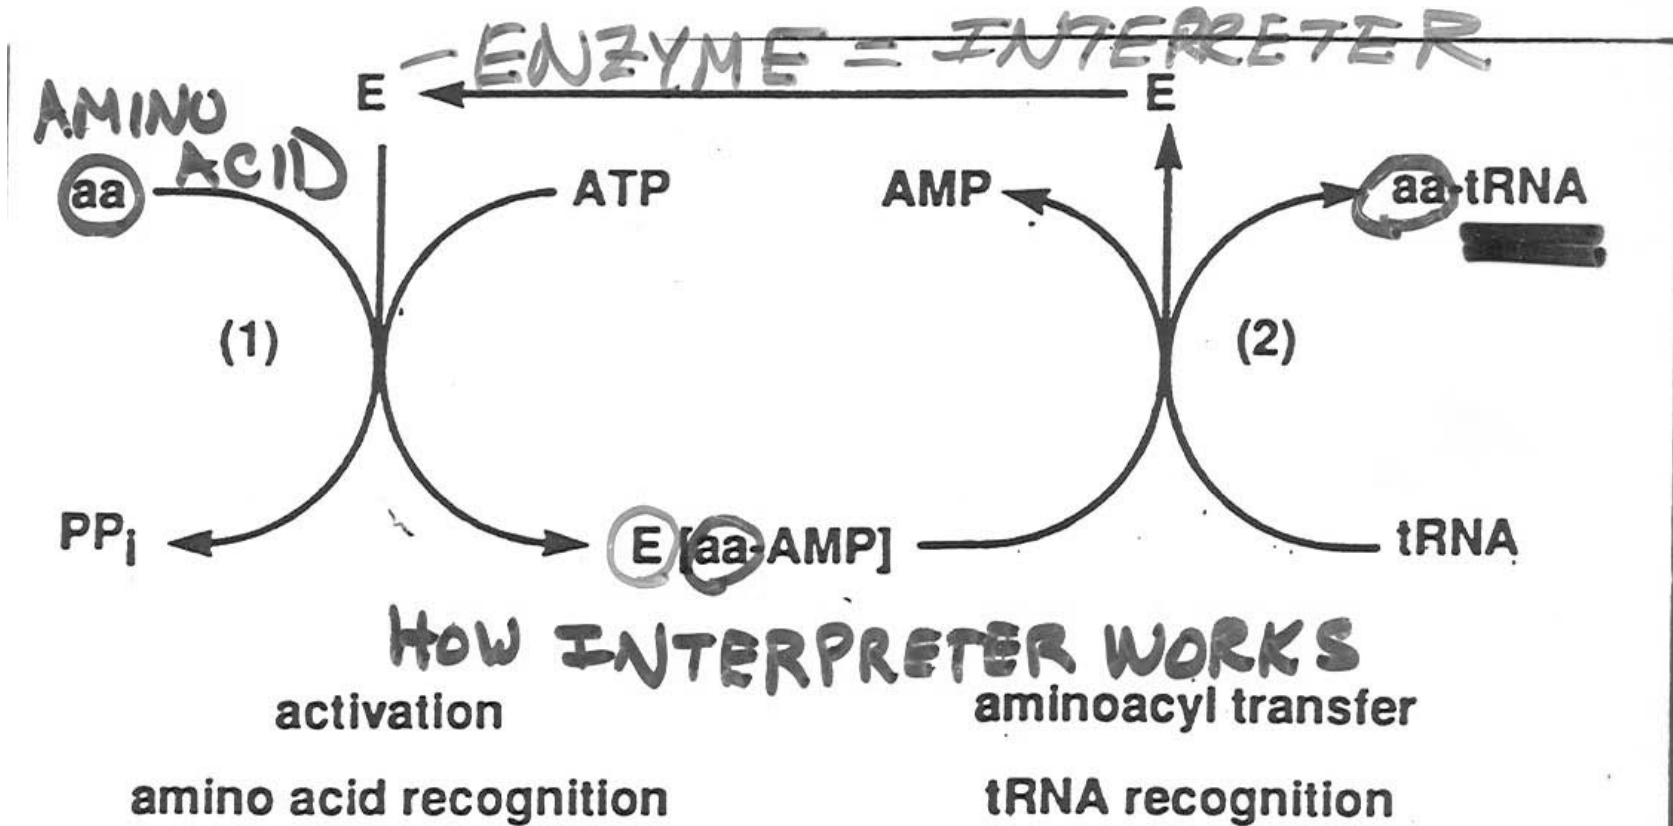 - ENZYME = INTERPRETER
E E
AMINO
ACID
aa ATP AMP aa-tRNA
(1) (2)
PPi E [aa-AMP] tRNA
HOW INTERPRETER WORKS
activation aminoacyl transfer
amino acid recognition tRNA recognition